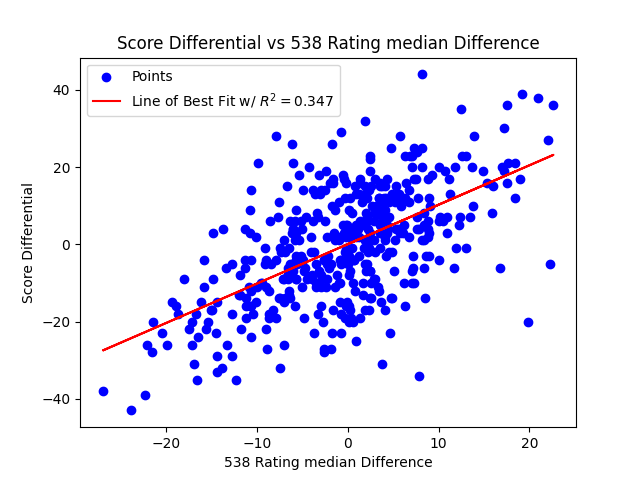 Score Differential vs 538 Rating median Difference
Points
Line of Best Fit w/ R² = 0.347
Score Differential
40
20
0
−20
−40
−20
−10
0
10
20
538 Rating median Difference